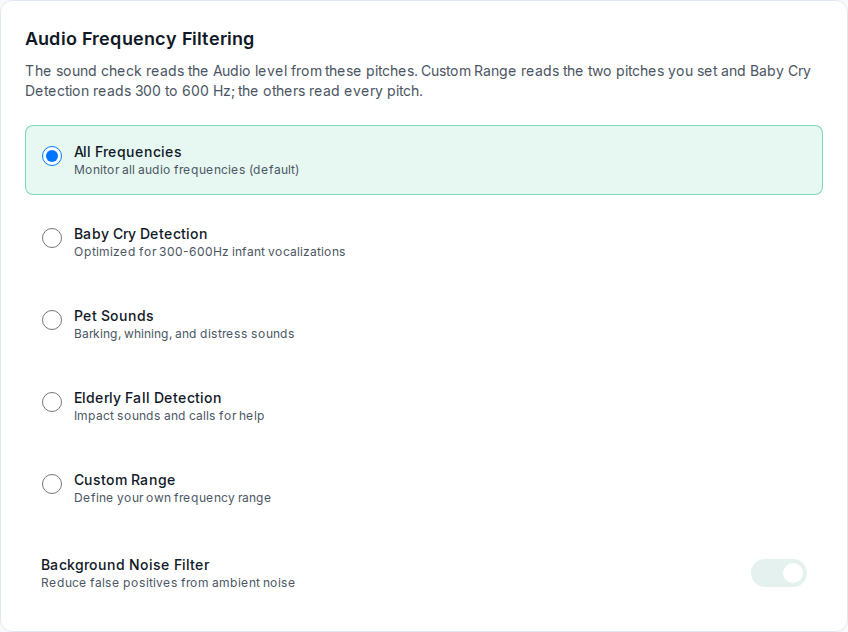 Audio Frequency Filtering
The sound check reads the Audio level from these pitches. Custom Range reads the two pitches you set and Baby Cry
Detection reads 300 to 600 Hz; the others read every pitch.
All Frequencies
Monitor all audio frequencies (default)
Baby Cry Detection
Optimized for 300-600Hz infant vocalizations
Pet Sounds
Barking, whining, and distress sounds
Elderly Fall Detection
Impact sounds and calls for help
Custom Range
Define your own frequency range
Background Noise Filter
Reduce false positives from ambient noise